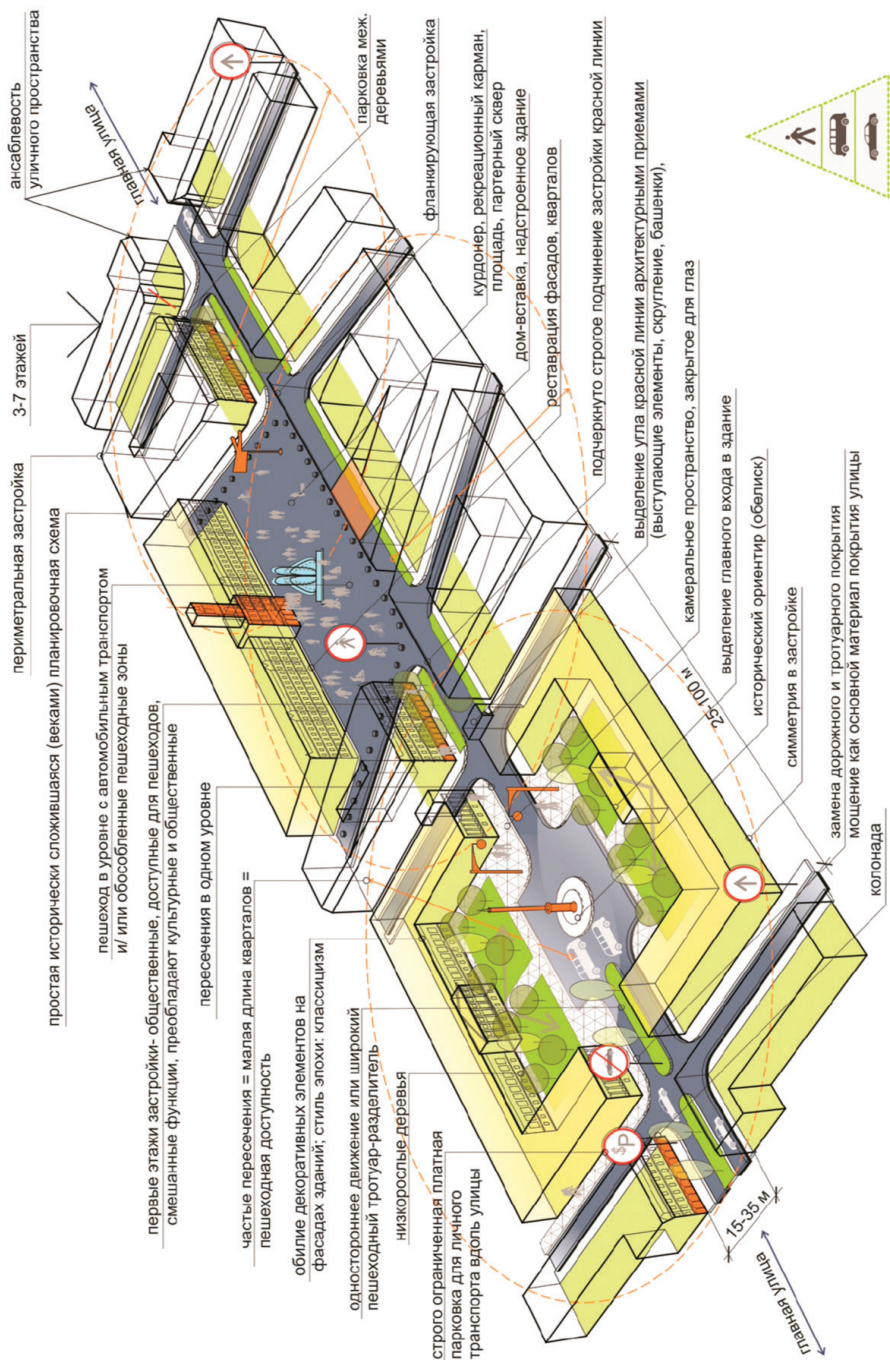 простая исторически сложившаяся (веками) планировочная схема
периметральная застройка
3-7 этажей
ансаблевость
уличного пространства
главная улица
первые этажи застройки- общественные, доступные для пешеходов,
смешанные функции, преобладают культурные и общественные
пешеход в уровне с автомобильным транспортом
и/ или обособленные пешеходные зоны
пересечения в одном уровне
частые пересечения = малая длина кварталов =
пешеходная доступность
обилие декоративных элементов на
фасадах зданий; стиль эпохи: классицизм
одностороннее движение или широкий
пешеходный тротуар-разделитель
низкорослые деревья
строго ограниченная платная
парковка для личного
транспорта вдоль улицы
парковка меж.
деревьями
фланкирующая застройка
курдонер, рекреационный карман,
площадь, партерный сквер
дом-вставка, надстроенное здание
реставрация фасадов, кварталов
подчеркнуто строгое подчинение застройки красной линии
выделение угла красной линии архитектурными приемами
(выступающие элементы, скругление, башенки)
камеральное пространство, закрытое для глаз
выделение главного входа в здание
исторический ориентир (обелиск)
симметрия в застройке
замена дорожного и тротуарного покрытия
мощение как основной материал покрытия улицы
колонада
25-100 м
15-35 м
главная улица
$P